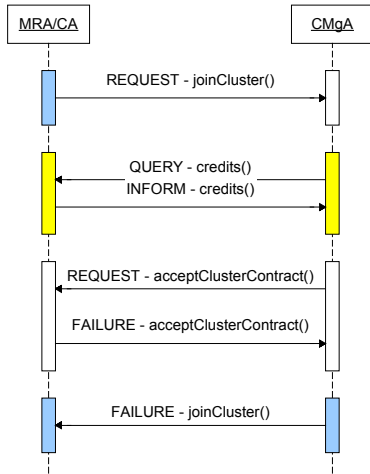 MRA/CA
CMgA
REQUEST - joinCluster()
QUERY - credits()
INFORM - credits()
REQUEST - acceptClusterContract()
FAILURE - acceptClusterContract()
FAILURE - joinCluster()